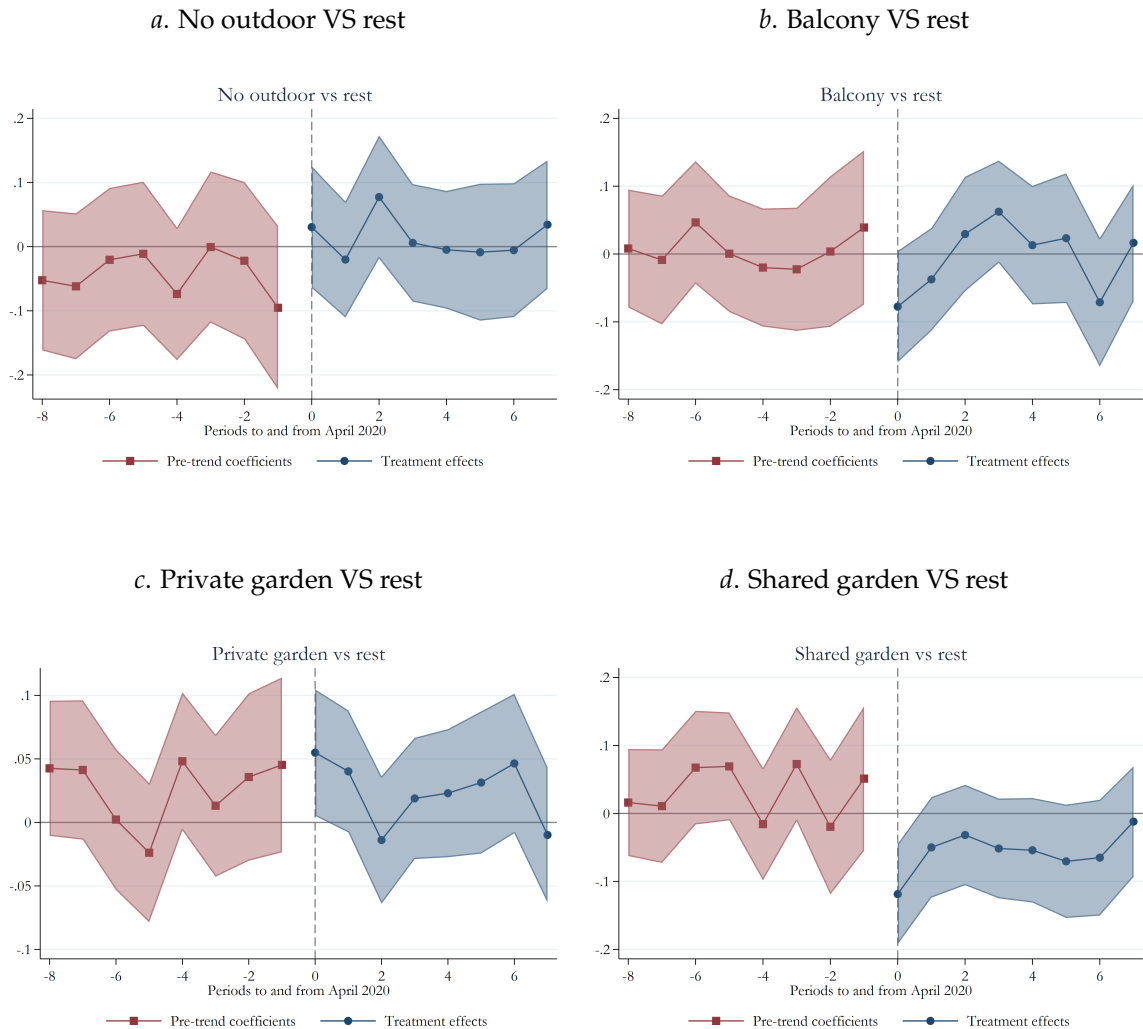 a. No outdoor VS rest
No outdoor vs rest
.2
.1
0
-.1
-.2
-8 -6 -4 -2 0 2 4 6
Periods to and from April 2020
Pre-trend coefficients Treatment effects
b. Balcony VS rest
Balcony vs rest
.2
.1
0
-.1
-.2
-8 -6 -4 -2 0 2 4 6
Periods to and from April 2020
Pre-trend coefficients Treatment effects
c. Private garden VS rest
Private garden vs rest
.1
.05
0
-.05
-.1
-8 -6 -4 -2 0 2 4 6
Periods to and from April 2020
Pre-trend coefficients Treatment effects
d. Shared garden VS rest
Shared garden vs rest
.2
.1
0
-.1
-.2
-8 -6 -4 -2 0 2 4 6
Periods to and from April 2020
Pre-trend coefficients Treatment effects